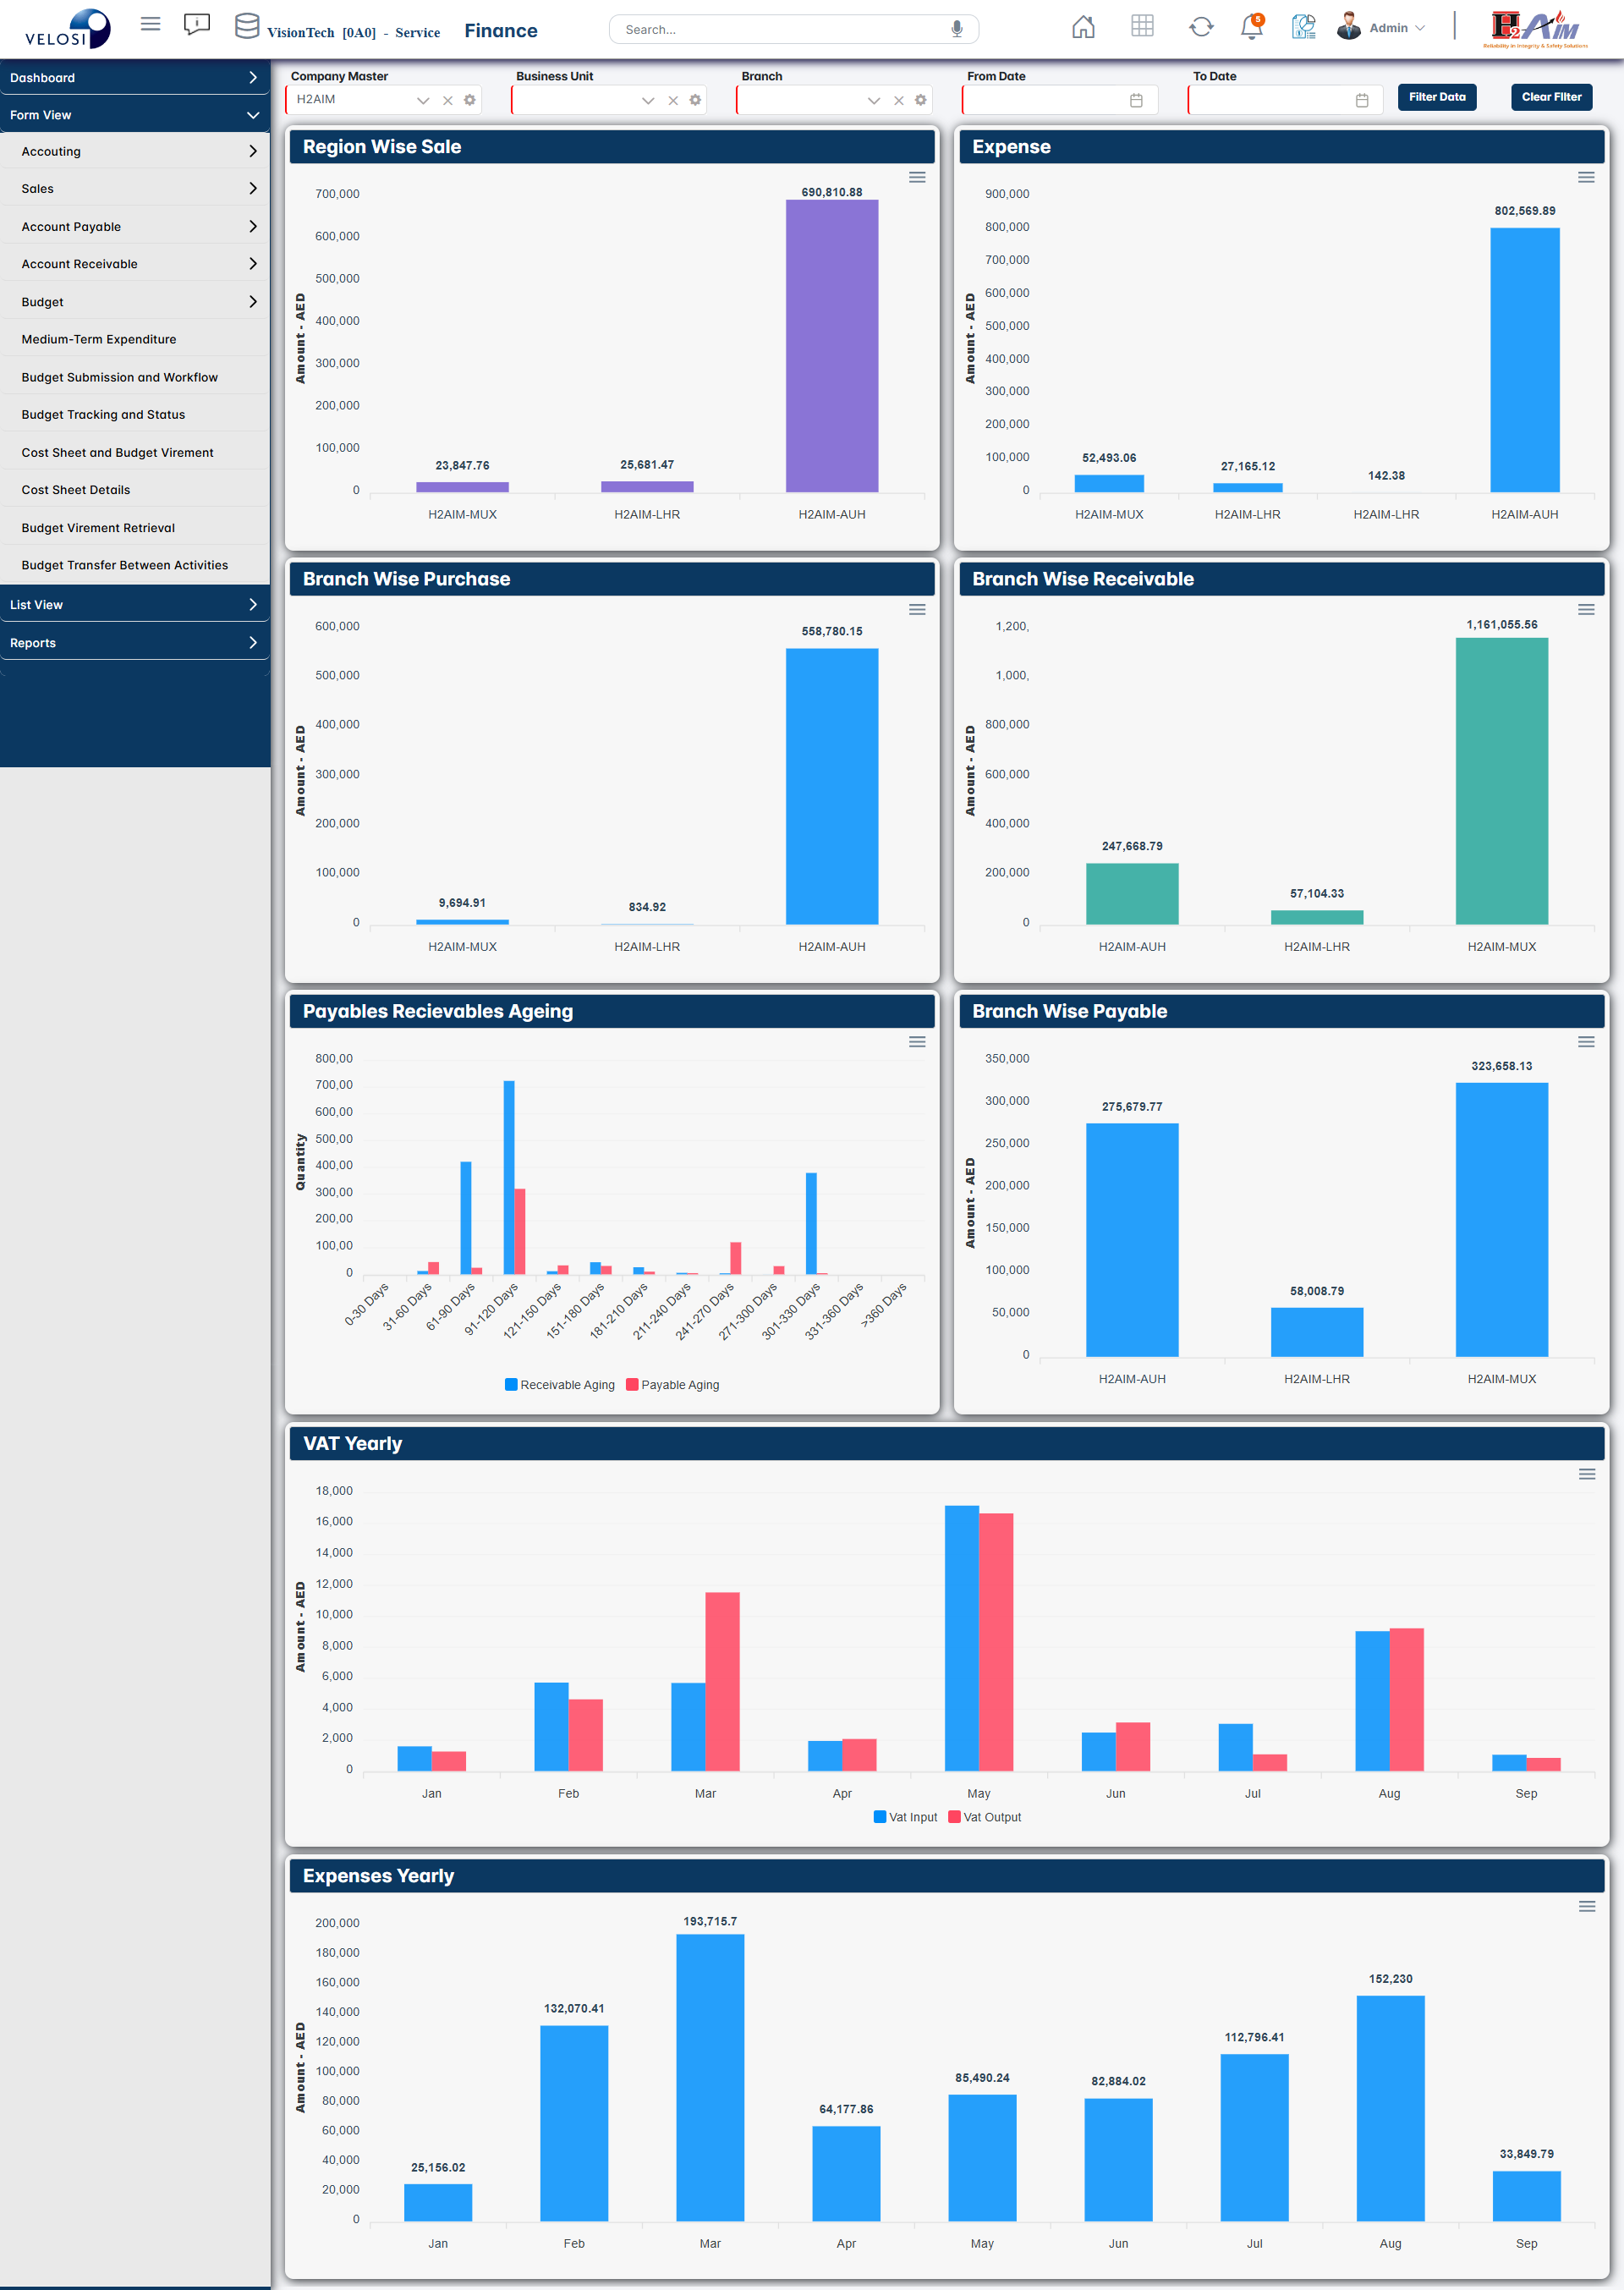 VELOSI
VisionTech [0A0] - Service
Finance
Search...
5
Admin
H2AIM
Reliability in Integrity & Safety Solutions
Dashboard
Form View
Accouting
Sales
Account Payable
Account Receivable
Budget
Medium-Term Expenditure
Budget Submission and Workflow
Budget Tracking and Status
Cost Sheet and Budget Virement
Cost Sheet Details
Budget Virement Retrieval
Budget Transfer Between Activities
List View
Reports
Company Master
H2AIM
Business Unit
Branch
From Date
To Date
Filter Data
Clear Filter
Region Wise Sale
Amount - AED
700,000
600,000
500,000
400,000
300,000
200,000
100,000
0
23,847.76
25,681.47
690,810.88
H2AIM-MUX
H2AIM-LHR
H2AIM-AUH
Expense
Amount - AED
900,000
800,000
700,000
600,000
500,000
400,000
300,000
200,000
100,000
0
52,493.06
27,165.12
142.38
802,569.89
H2AIM-MUX
H2AIM-LHR
H2AIM-LHR
H2AIM-AUH
Branch Wise Purchase
Amount - AED
600,000
500,000
400,000
300,000
200,000
100,000
0
9,694.91
834.92
558,780.15
H2AIM-MUX
H2AIM-LHR
H2AIM-AUH
Branch Wise Receivable
Amount - AED
1,200,
1,000,
800,000
600,000
400,000
200,000
0
247,668.79
57,104.33
1,161,055.56
H2AIM-AUH
H2AIM-LHR
H2AIM-MUX
Payables Recievables Ageing
Quantity
800,00
700,00
600,00
500,00
400,00
300,00
200,00
100,00
0
0-30 Days
31-60 Days
61-90 Days
91-120 Days
121-150 Days
151-180 Days
181-210 Days
211-240 Days
241-270 Days
271-300 Days
301-330 Days
331-360 Days
>360 Days
Receivable Aging
Payable Aging
Branch Wise Payable
Amount - AED
350,000
300,000
250,000
200,000
150,000
100,000
50,000
0
275,679.77
58,008.79
323,658.13
H2AIM-AUH
H2AIM-LHR
H2AIM-MUX
VAT Yearly
Amount - AED
18,000
16,000
14,000
12,000
10,000
8,000
6,000
4,000
2,000
0
Jan
Feb
Mar
Apr
May
Jun
Jul
Aug
Sep
Vat Input
Vat Output
Expenses Yearly
Amount - AED
200,000
180,000
160,000
140,000
120,000
100,000
80,000
60,000
40,000
20,000
0
25,156.02
132,070.41
193,715.7
64,177.86
85,490.24
82,884.02
112,796.41
152,230
33,849.79
Jan
Feb
Mar
Apr
May
Jun
Jul
Aug
Sep